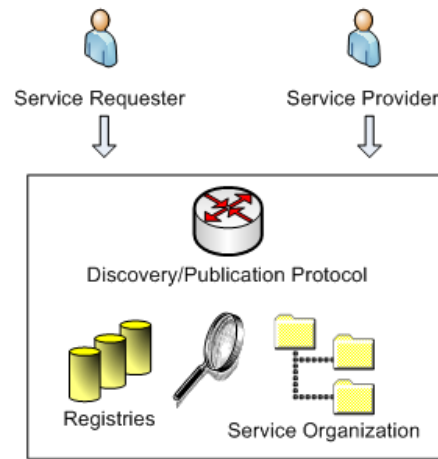 Service Requester
Service Provider
Discovery/Publication Protocol
Registries
Service Organization